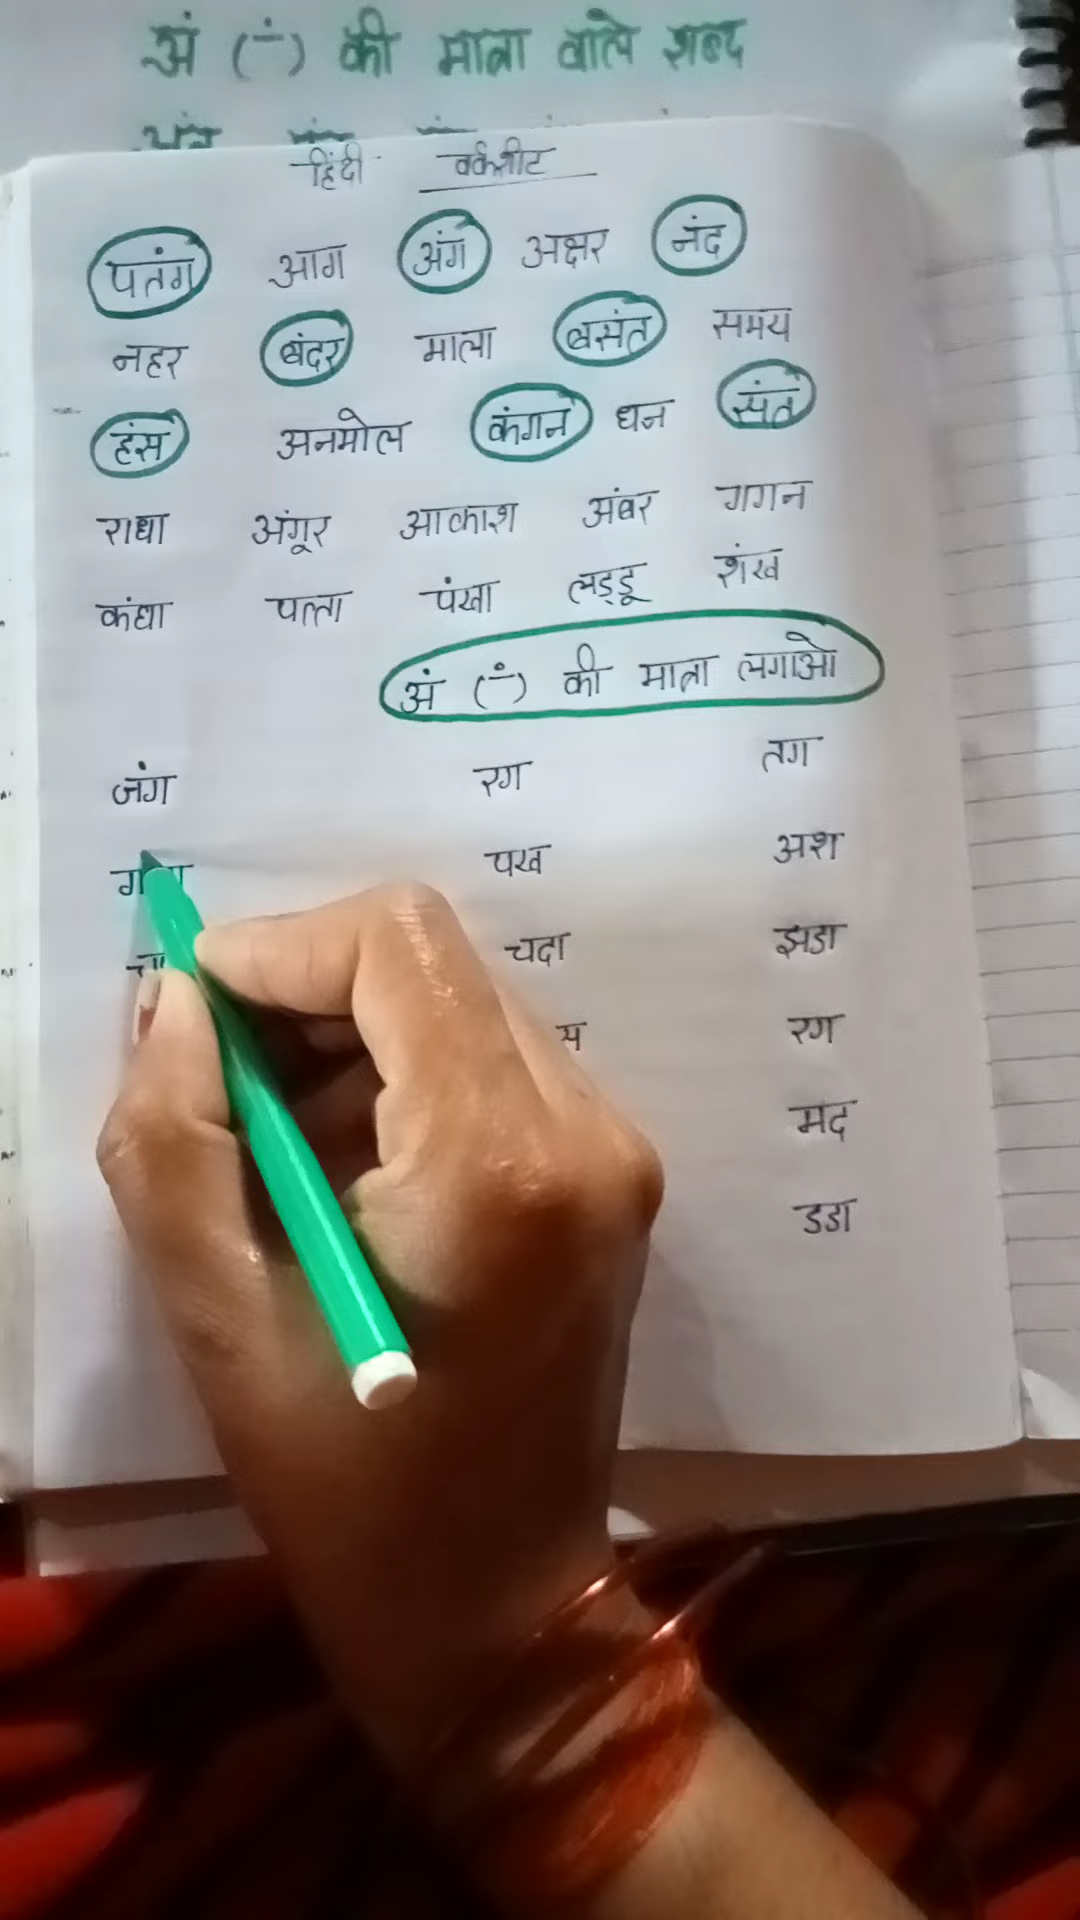 अं (ं) की मात्रा वाले शब्द
हिंदी वर्कशीट
पतंग आग अंग अक्षर नंद
नहर बंदर माला बसंत समय
हंस अनमोल कंगन धन संत
राधा अंगूर आकाश अंबर गगन
कंघा पत्ता पंखा लड्डू शंख
अं (ं) की मात्रा लगाओ
जंग रग तग
पख अश
चदा झडा
रग
मद
डडा